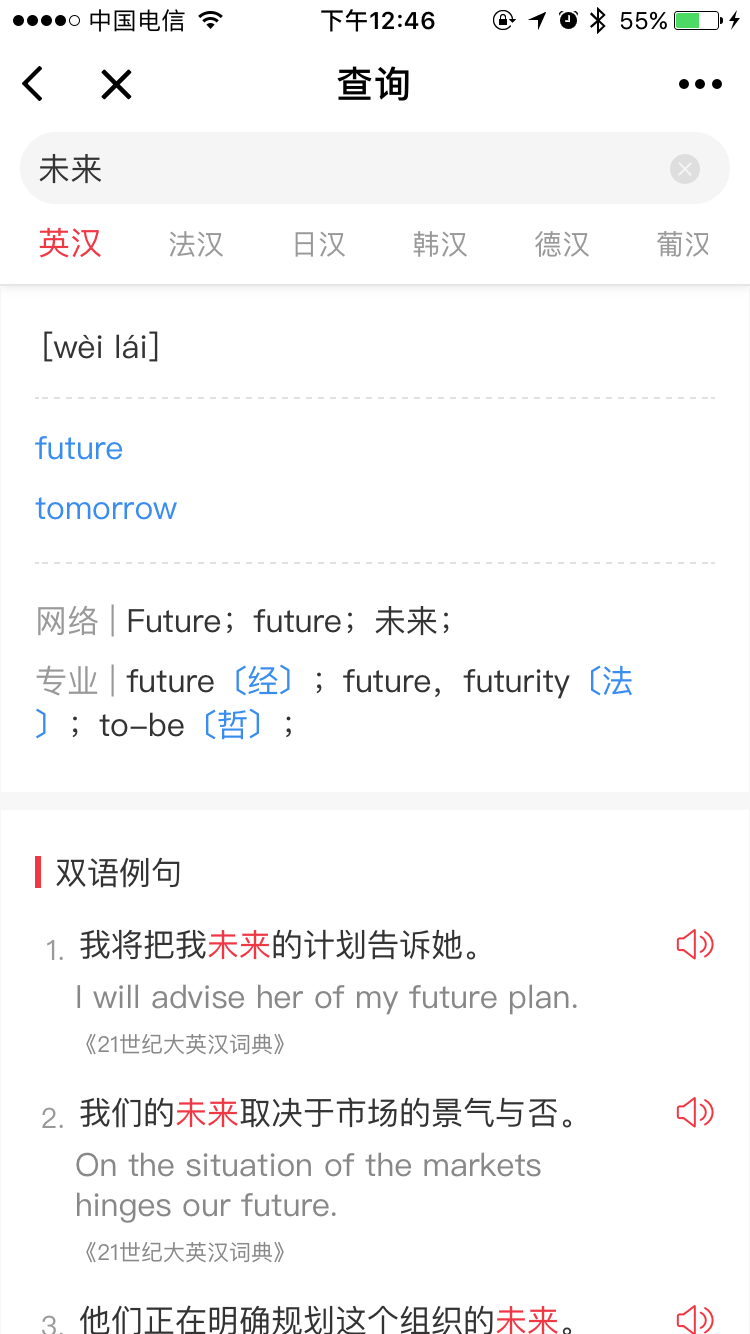 中国电信 下午12:46 55%
查询
未来
英汉 法汉 日汉 韩汉 德汉 葡汉
[wèi lái]
future
tomorrow
网络 | Future；future；未来；
专业 | future〔经〕；future，futurity〔法
〕；to-be〔哲〕；
双语例句
1. 我将把我未来的计划告诉她。
I will advise her of my future plan.
《21世纪大英汉词典》
2. 我们的未来取决于市场的景气与否。
On the situation of the markets
hinges our future.
《21世纪大英汉词典》
3. 他们正在明确规划这个组织的未来。